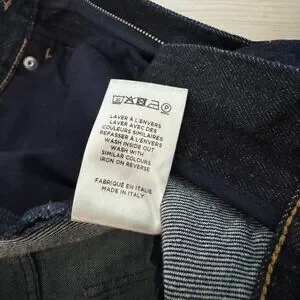 LAVER À L'ENVERS
LAVER AVEC DES
COULEURS SIMILAIRES
REPASSER À L'ENVERS
WASH INSIDE OUT
WASH WITH
SIMILAR COLOURS
IRON ON REVERSE
FABRIQUÉ EN ITALIE
MADE IN ITALY